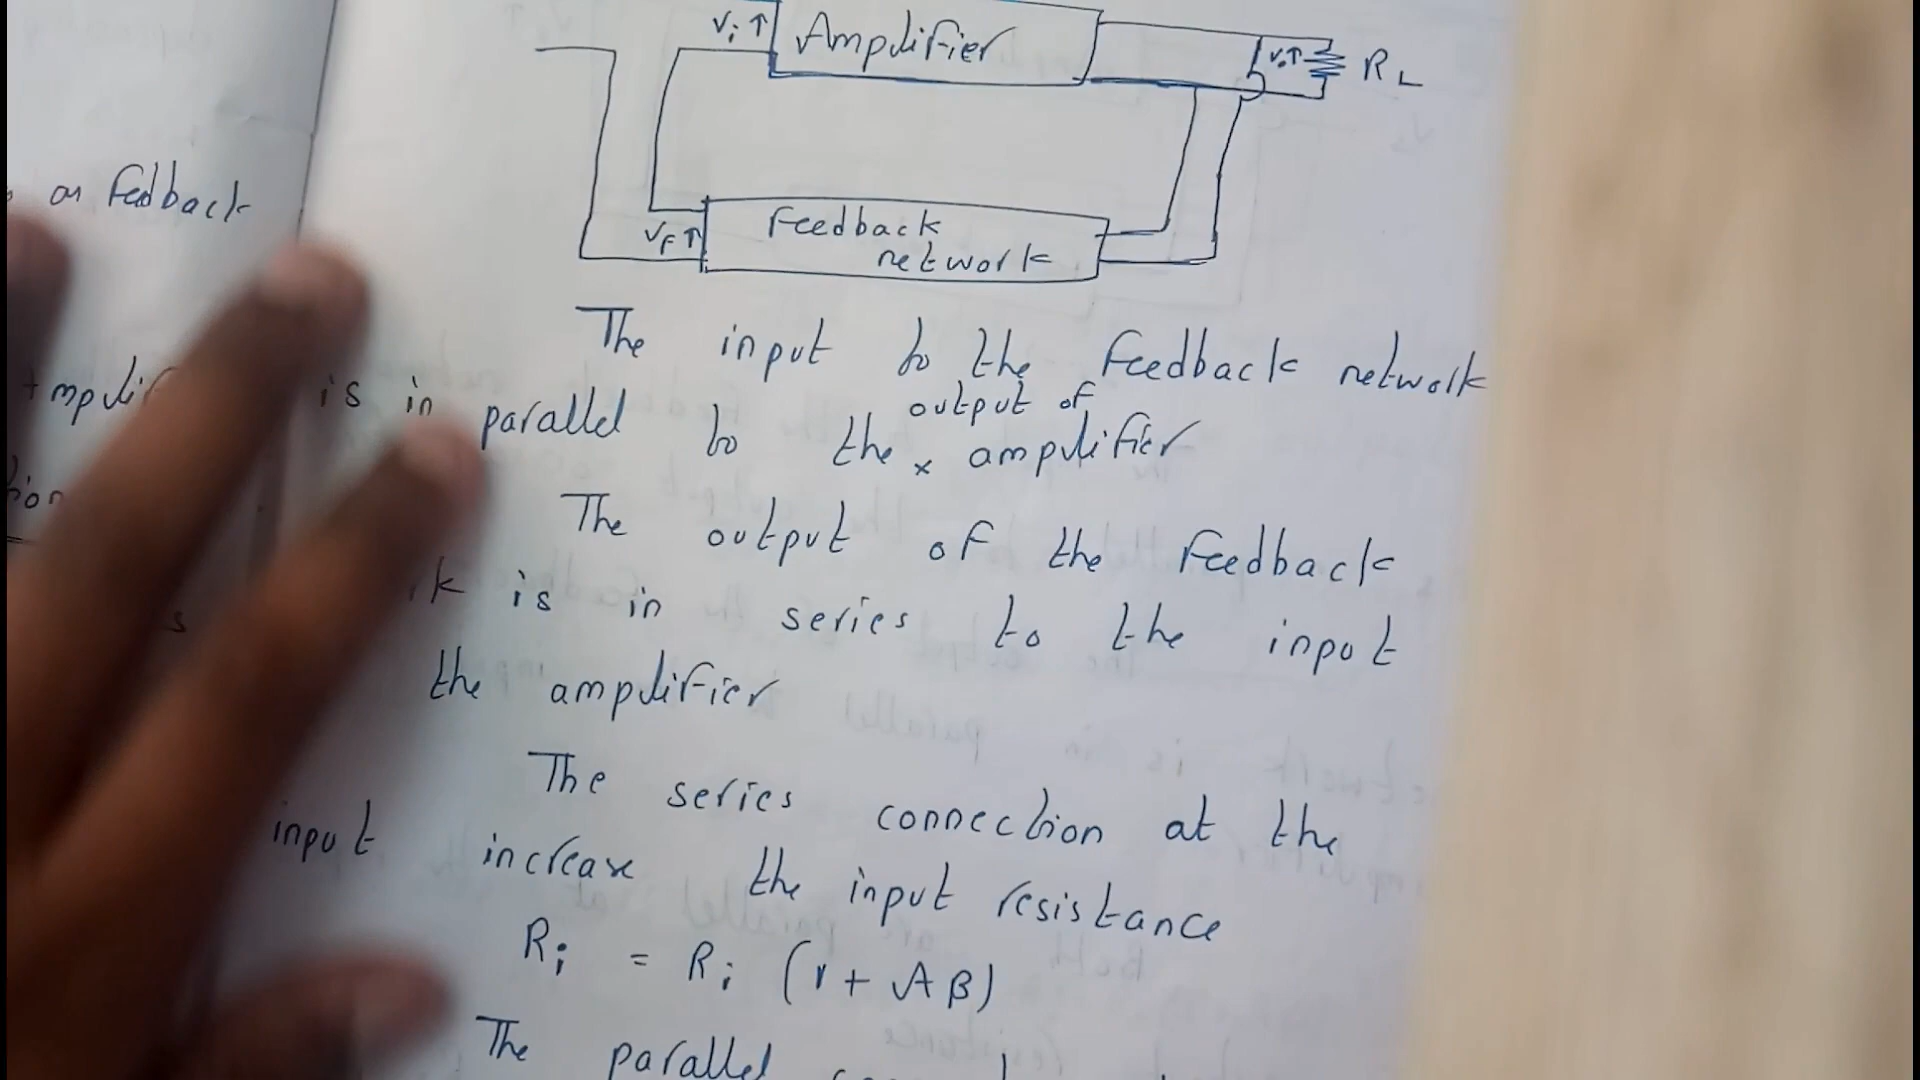 Vi↑ Amplifier Vo↑ RL
VF↑ Feedback
network
on Feedback
The input to the Feedback network
is in parallel to the x amplifier
output of
The output of the Feedback
is in series to the input
the amplifier
The series connection at the
input increase the input resistance
Ri = Ri (1 + Aβ)
The parallel